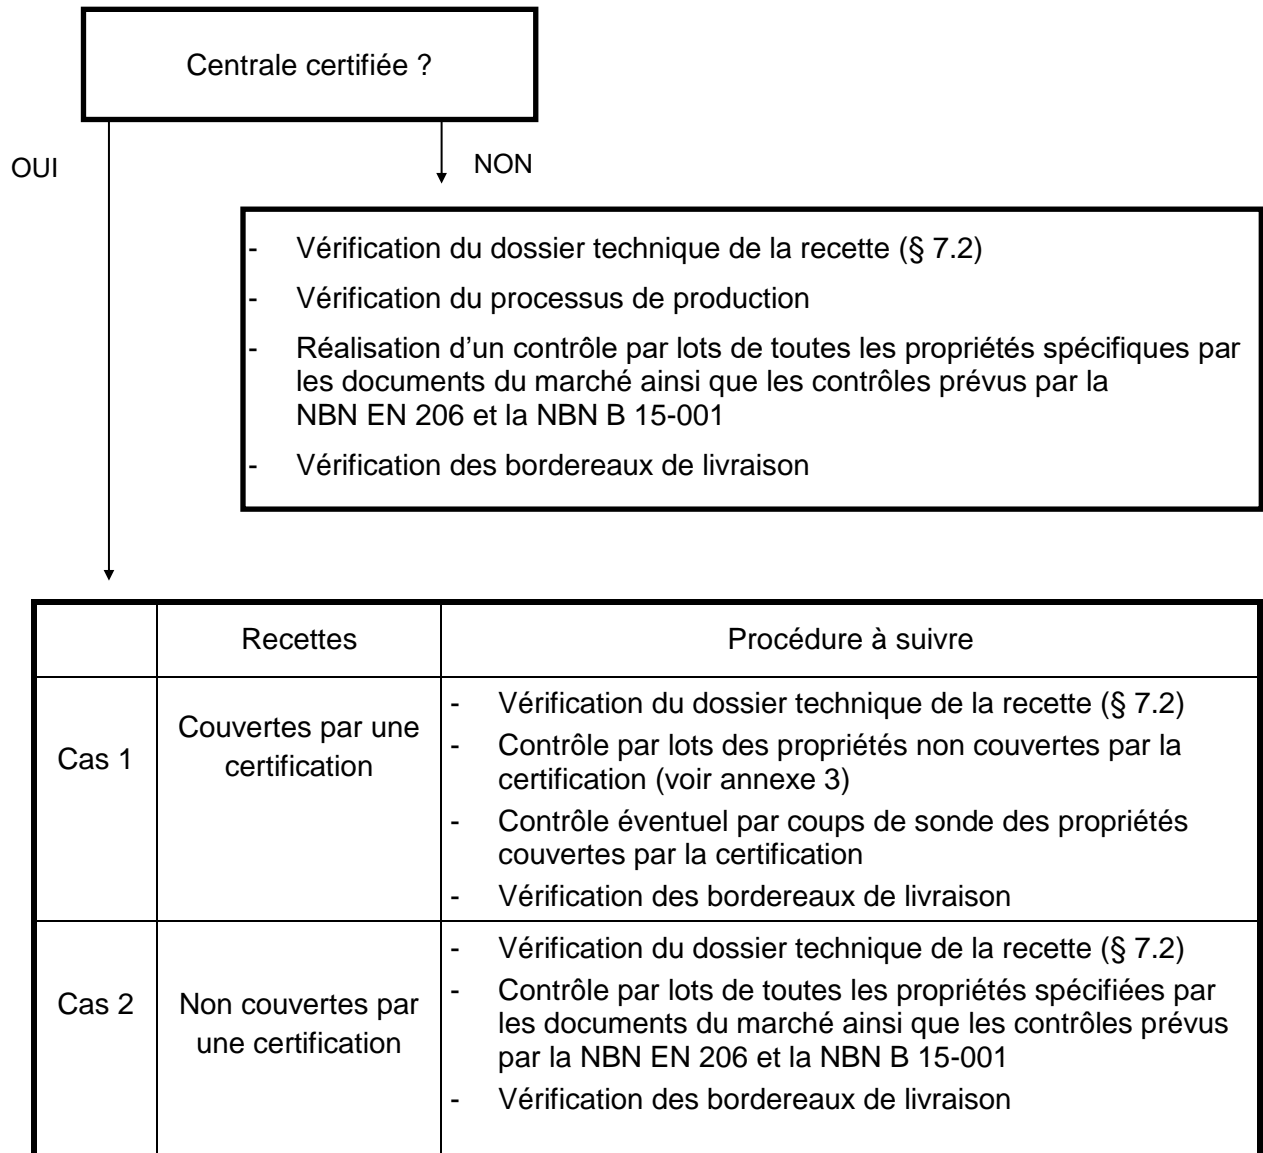 Centrale certifiée ?
OUI
NON
- Vérification du dossier technique de la recette (§ 7.2)
- Vérification du processus de production
- Réalisation d’un contrôle par lots de toutes les propriétés spécifiques par
les documents du marché ainsi que les contrôles prévus par la
NBN EN 206 et la NBN B 15-001
- Vérification des bordereaux de livraison
Recettes
Procédure à suivre
Cas 1
Couvertes par une
certification
- Vérification du dossier technique de la recette (§ 7.2)
- Contrôle par lots des propriétés non couvertes par la
certification (voir annexe 3)
- Contrôle éventuel par coups de sonde des propriétés
couvertes par la certification
- Vérification des bordereaux de livraison
Cas 2
Non couvertes par
une certification
- Vérification du dossier technique de la recette (§ 7.2)
- Contrôle par lots de toutes les propriétés spécifiées par
les documents du marché ainsi que les contrôles prévus
par la NBN EN 206 et la NBN B 15-001
- Vérification des bordereaux de livraison